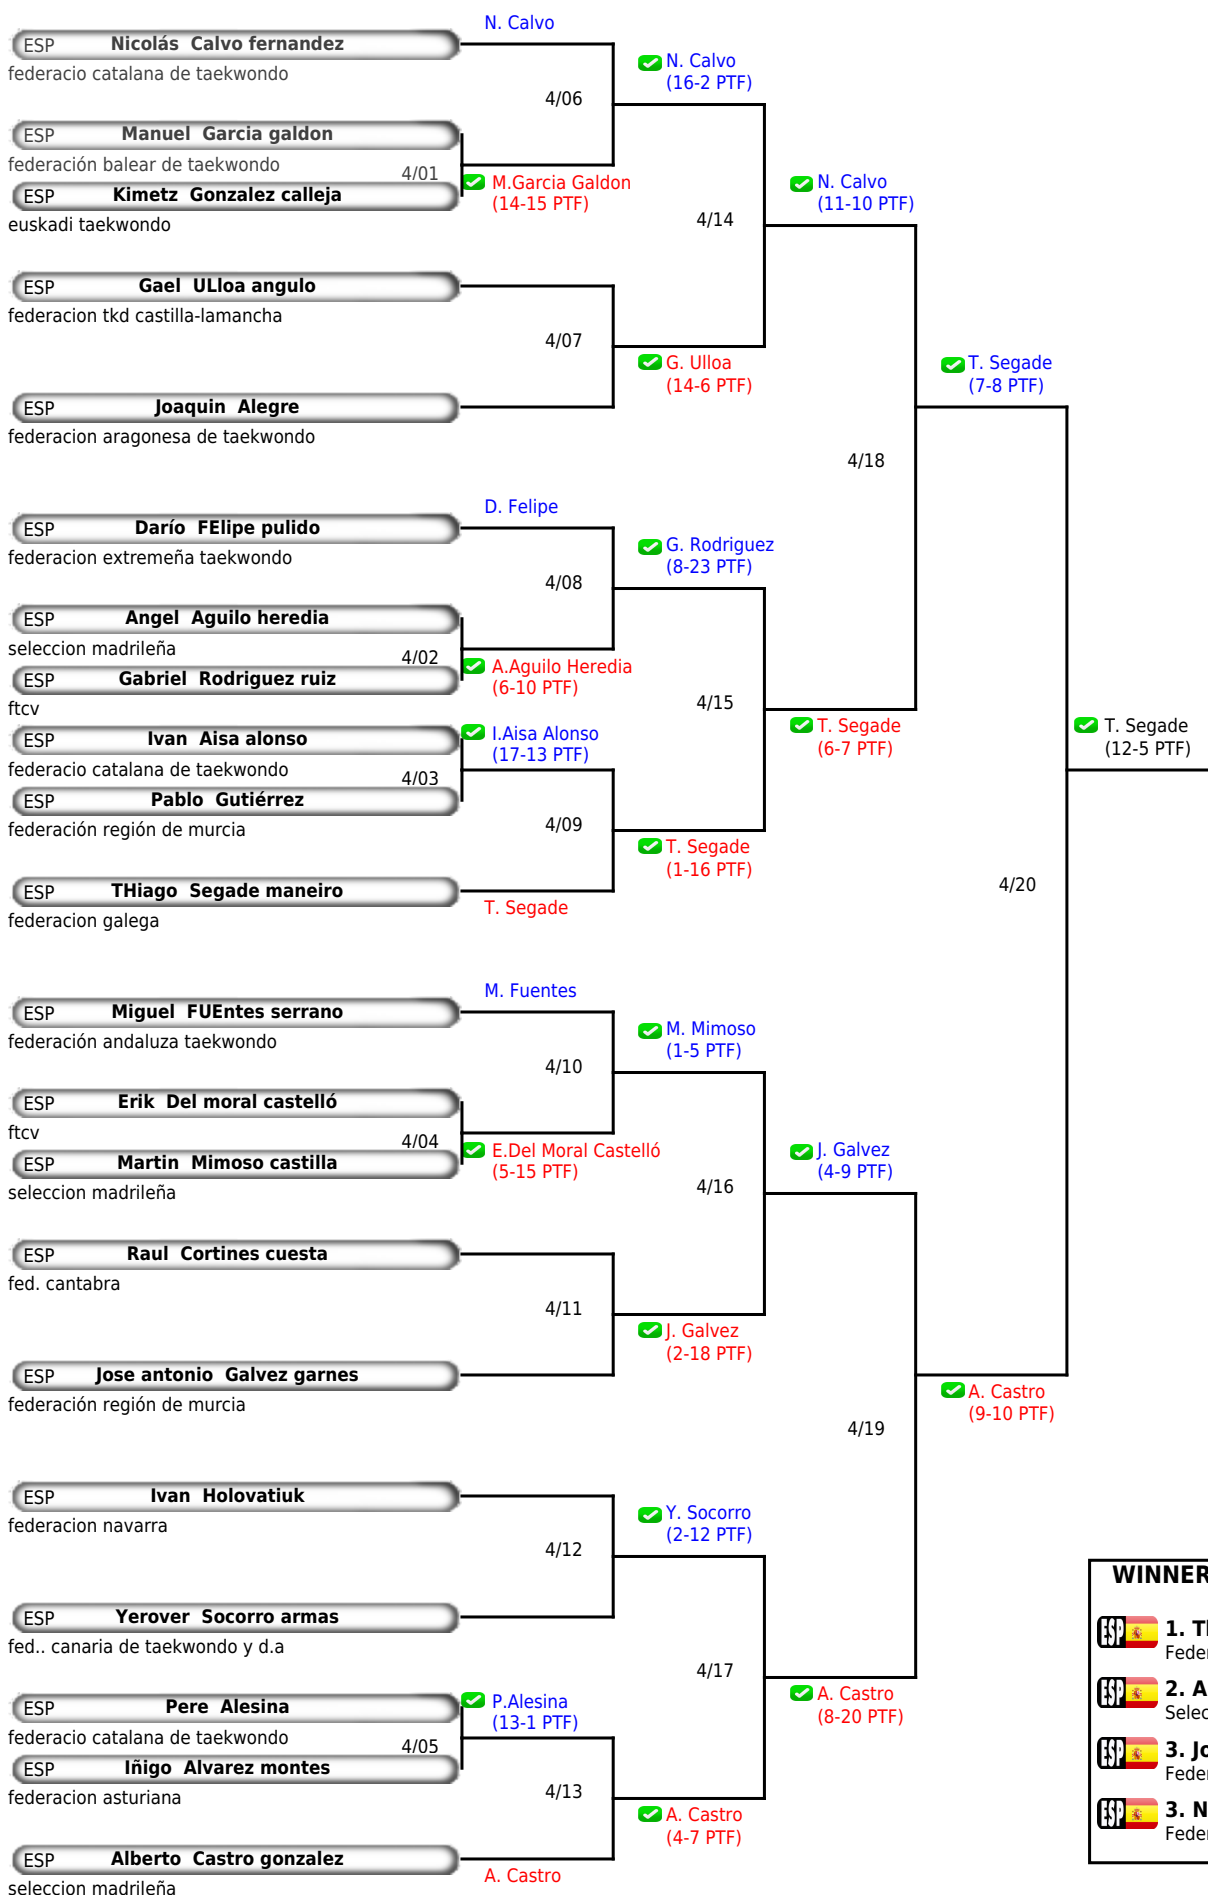 N. Calvo
ESP Nicolás Calvo fernandez
federacio catalana de taekwondo
N. Calvo
(16-2 PTF)
4/06
ESP Manuel Garcia galdon
federación balear de taekwondo
4/01
ESP Kimetz Gonzalez calleja
euskadi taekwondo
M.Garcia Galdon
(14-15 PTF)
N. Calvo
(11-10 PTF)
4/14
ESP Gael ULloa angulo
federacion tkd castilla-lamancha
4/07
G. Ulloa
(14-6 PTF)
T. Segade
(7-8 PTF)
ESP Joaquin Alegre
federacion aragonesa de taekwondo
4/18
D. Felipe
ESP Darío FElipe pulido
federacion extremeña taekwondo
G. Rodriguez
(8-23 PTF)
4/08
ESP Angel Aguilo heredia
seleccion madrileña
4/02
ESP Gabriel Rodriguez ruiz
ftcv
A.Aguilo Heredia
(6-10 PTF)
4/15
ESP Ivan Aisa alonso
federacio catalana de taekwondo
I.Aisa Alonso
(17-13 PTF)
T. Segade
(6-7 PTF)
T. Segade
(12-5 PTF)
4/03
ESP Pablo Gutiérrez
federación región de murcia
4/09
T. Segade
(1-16 PTF)
ESP THiago Segade maneiro
federacion galega
T. Segade
4/20
M. Fuentes
ESP Miguel FUEntes serrano
federación andaluza taekwondo
M. Mimoso
(1-5 PTF)
4/10
ESP Erik Del moral castelló
ftcv
4/04
ESP Martin Mimoso castilla
seleccion madrileña
E.Del Moral Castelló
(5-15 PTF)
J. Galvez
(4-9 PTF)
4/16
ESP Raul Cortines cuesta
fed. cantabra
4/11
J. Galvez
(2-18 PTF)
ESP Jose antonio Galvez garnes
federación región de murcia
A. Castro
(9-10 PTF)
4/19
ESP Ivan Holovatiuk
federacion navarra
Y. Socorro
(2-12 PTF)
4/12
ESP Yerover Socorro armas
fed.. canaria de taekwondo y d.a
4/17
ESP Pere Alesina
federacio catalana de taekwondo
P.Alesina
(13-1 PTF)
A. Castro
(8-20 PTF)
4/05
ESP Iñigo Alvarez montes
federacion asturiana
4/13
A. Castro
(4-7 PTF)
ESP Alberto Castro gonzalez
seleccion madrileña
A. Castro
WINNER
ESP 1.
ESP 2. A
ESP 3.
ESP 3. N